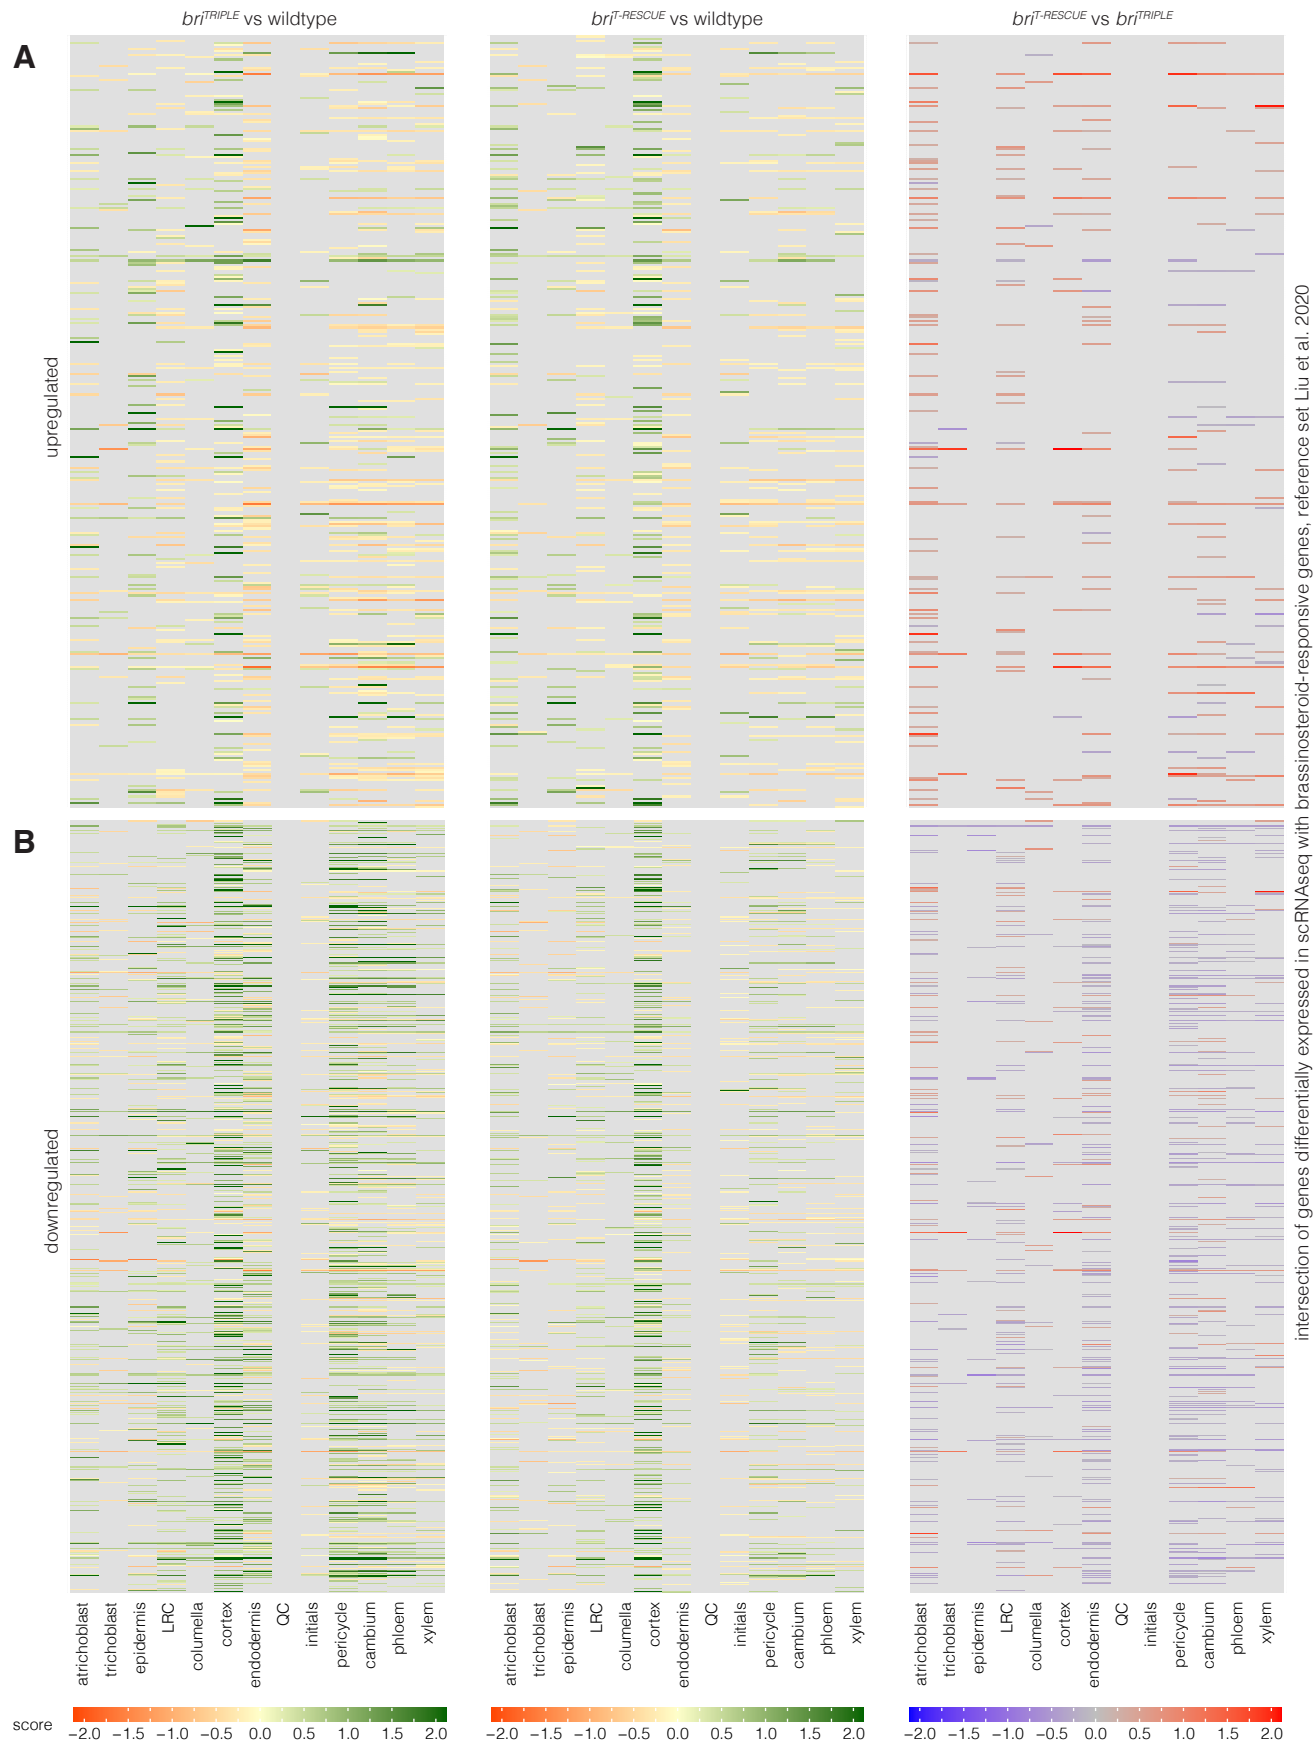 briTRIPLE vs wildtype
briT-RESCUE vs wildtype
briT-RESCUE vs briTRIPLE
A
upregulated
B
downregulated
intersection of genes differentially expressed in scRNAseq with brassinosteroid-responsive genes, reference set Liu et al. 2020
atrichoblast trichoblast epidermis LRC columella cortex endodermis QC initials pericycle cambium phloem xylem
atrichoblast trichoblast epidermis LRC columella cortex endodermis QC initials pericycle cambium phloem xylem
atrichoblast trichoblast epidermis LRC columella cortex endodermis QC initials pericycle cambium phloem xylem
score
−2.0 −1.5 −1.0 −0.5 0.0 0.5 1.0 1.5 2.0
−2.0 −1.5 −1.0 −0.5 0.0 0.5 1.0 1.5 2.0
−2.0 −1.5 −1.0 −0.5 0.0 0.5 1.0 1.5 2.0